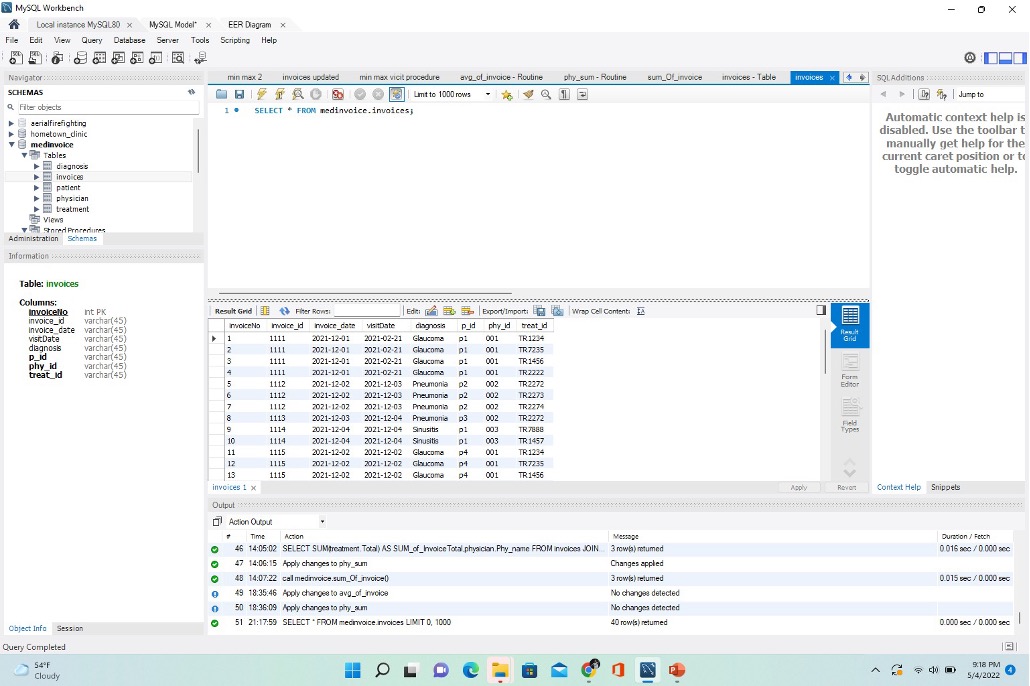 MySQL Workbench
Local instance MySQL80 × MySQL Model* × EER Diagram ×
File Edit View Query Database Server Tools Scripting Help
Navigator
SCHEMAS
Filter objects
aerialfirefighting
hometown_clinic
medinvoice
Tables
diagnosis
invoices
patient
physician
treatment
Views
Stored Procedures
Administration Schemas
Information
Table: invoices
Columns:
invoiceNo int PK
invoice_id varchar(45)
invoice_date varchar(45)
visitDate varchar(45)
diagnosis varchar(45)
p_id varchar(45)
phy_id varchar(45)
treat_id varchar(45)
Object Info Session
min max 2 invoices updated min max vicit procedure avg_of_invoice - Routine phy_sum - Routine sum_Of_invoice invoices - Table invoices ×
Limit to 1000 rows
1 SELECT * FROM medinvoice.invoices;
Result Grid Filter Rows: Edit: Export/Import: Wrap Cell Content:
invoiceNo invoice_id invoice_date visitDate diagnosis p_id phy_id treat_id
1 1111 2021-12-01 2021-02-21 Glaucoma p1 001 TR1234
2 1111 2021-12-01 2021-02-21 Glaucoma p1 001 TR7235
3 1111 2021-12-01 2021-02-21 Glaucoma p1 001 TR1456
4 1111 2021-12-01 2021-02-21 Glaucoma p1 001 TR2222
5 1112 2021-12-02 2021-12-03 Pneumonia p2 002 TR2272
6 1112 2021-12-02 2021-12-03 Pneumonia p2 002 TR2273
7 1112 2021-12-02 2021-12-03 Pneumonia p2 002 TR2274
8 1113 2021-12-03 2021-12-04 Pneumonia p3 002 TR2272
9 1114 2021-12-04 2021-12-04 Sinusitis p1 003 TR7888
10 1114 2021-12-04 2021-12-04 Sinusitis p1 003 TR1457
11 1115 2021-12-02 2021-12-02 Glaucoma p4 001 TR1234
12 1115 2021-12-02 2021-12-02 Glaucoma p4 001 TR7235
13 1115 2021-12-02 2021-12-02 Glaucoma p4 001 TR1456
Result
Grid
Form
Editor
Field
Types
invoices 1 × Apply Revert
SQLAdditions
Jump to
Automatic context help is
disabled. Use the toolbar t
manually get help for the
current caret position or to
toggle automatic help.
Context Help Snippets
Output
Action Output
# Time Action Message Duration / Fetch
46 14:05:02 SELECT SUM(treatment.Total) AS SUM_of_InvoiceTotal,physician.Phy_name FROM invoices JOIN... 3 row(s) returned 0.016 sec / 0.000 sec
47 14:06:15 Apply changes to phy_sum Changes applied
48 14:07:22 call medinvoice.sum_Of_invoice() 3 row(s) returned 0.015 sec / 0.000 sec
49 18:35:46 Apply changes to avg_of_invoice No changes detected
50 18:36:09 Apply changes to phy_sum No changes detected
51 21:17:59 SELECT * FROM medinvoice.invoices LIMIT 0, 1000 40 row(s) returned 0.000 sec / 0.000 sec
Query Completed
54°F
Cloudy
9:18 PM
5/4/2022
4